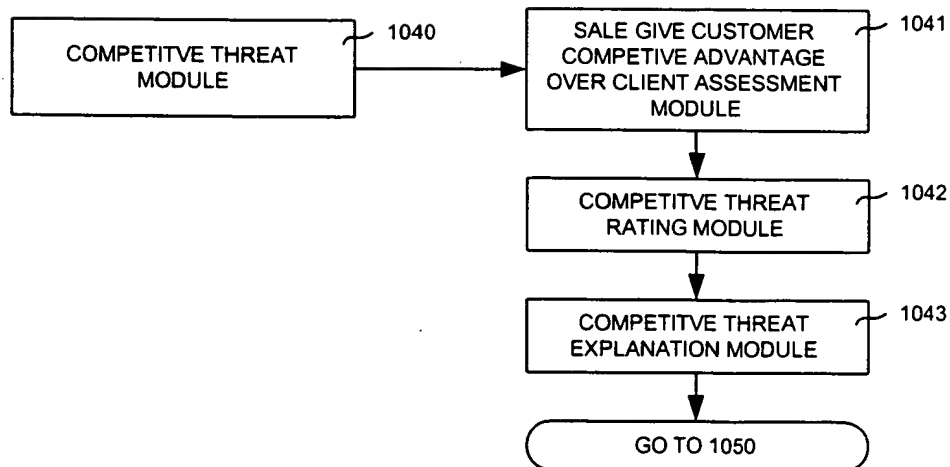 COMPETITVE THREAT
MODULE
1040
SALE GIVE CUSTOMER
COMPETIVE ADVANTAGE
OVER CLIENT ASSESSMENT
MODULE
1041
COMPETITVE THREAT
RATING MODULE
1042
COMPETITVE THREAT
EXPLANATION MODULE
1043
GO TO 1050